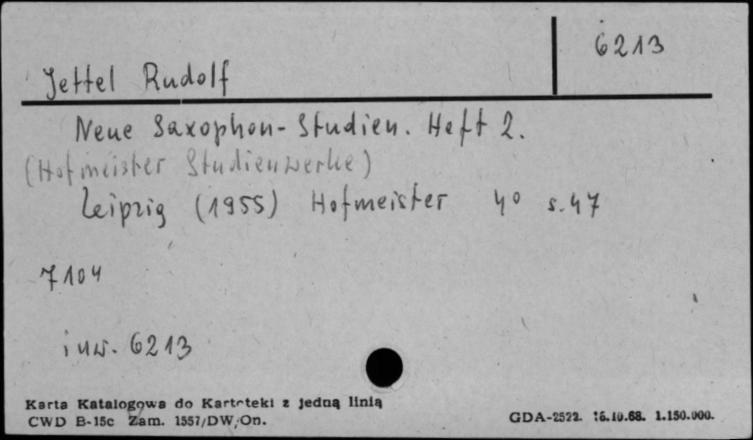 6213
Jettel Rudolf
Neue Saxophon-Studien. Heft 2.
(Hofmeister Studienwerke)
Leipzig (1955) Hofmeister 4° s.47
7104
inw. 6213
Karta Katalogowa do Kartoteki z jedną linią
CWD B-15c Zam. 1557/DW/On.
GDA-2522. 16.10.68. 1.150.000.